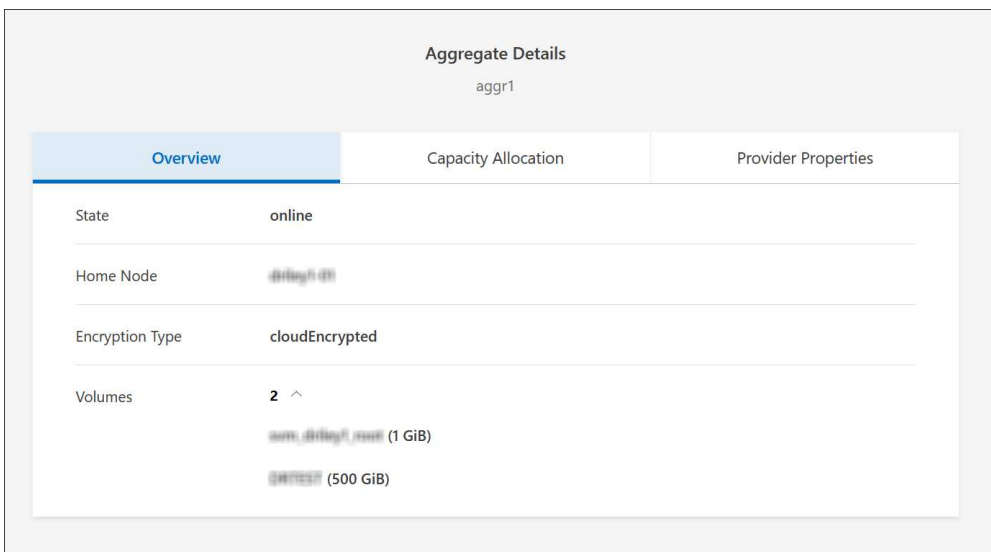 Aggregate Details
aggr1
Overview Capacity Allocation Provider Properties
State online
Home Node
Encryption Type cloudEncrypted
Volumes 2
(1 GiB)
(500 GiB)